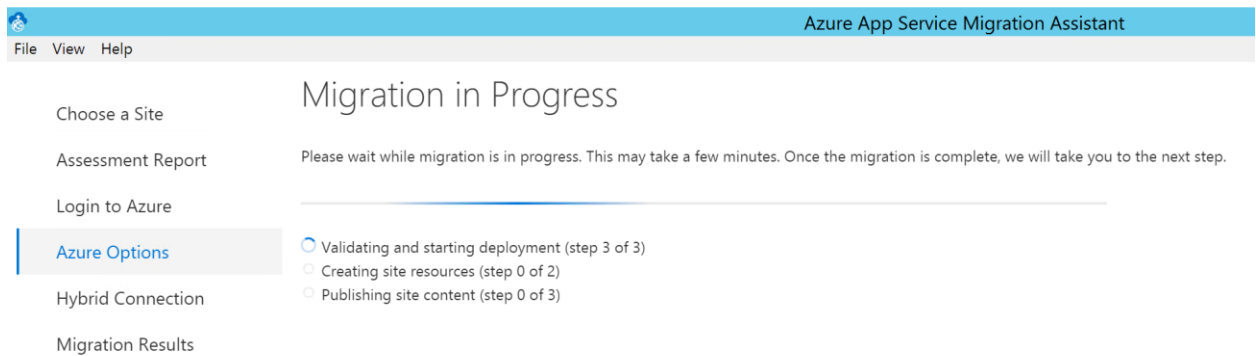 Azure App Service Migration Assistant
File View Help
Choose a Site
Assessment Report
Login to Azure
Azure Options
Hybrid Connection
Migration Results
Migration in Progress
Please wait while migration is in progress. This may take a few minutes. Once the migration is complete, we will take you to the next step.
Validating and starting deployment (step 3 of 3)
Creating site resources (step 0 of 2)
Publishing site content (step 0 of 3)